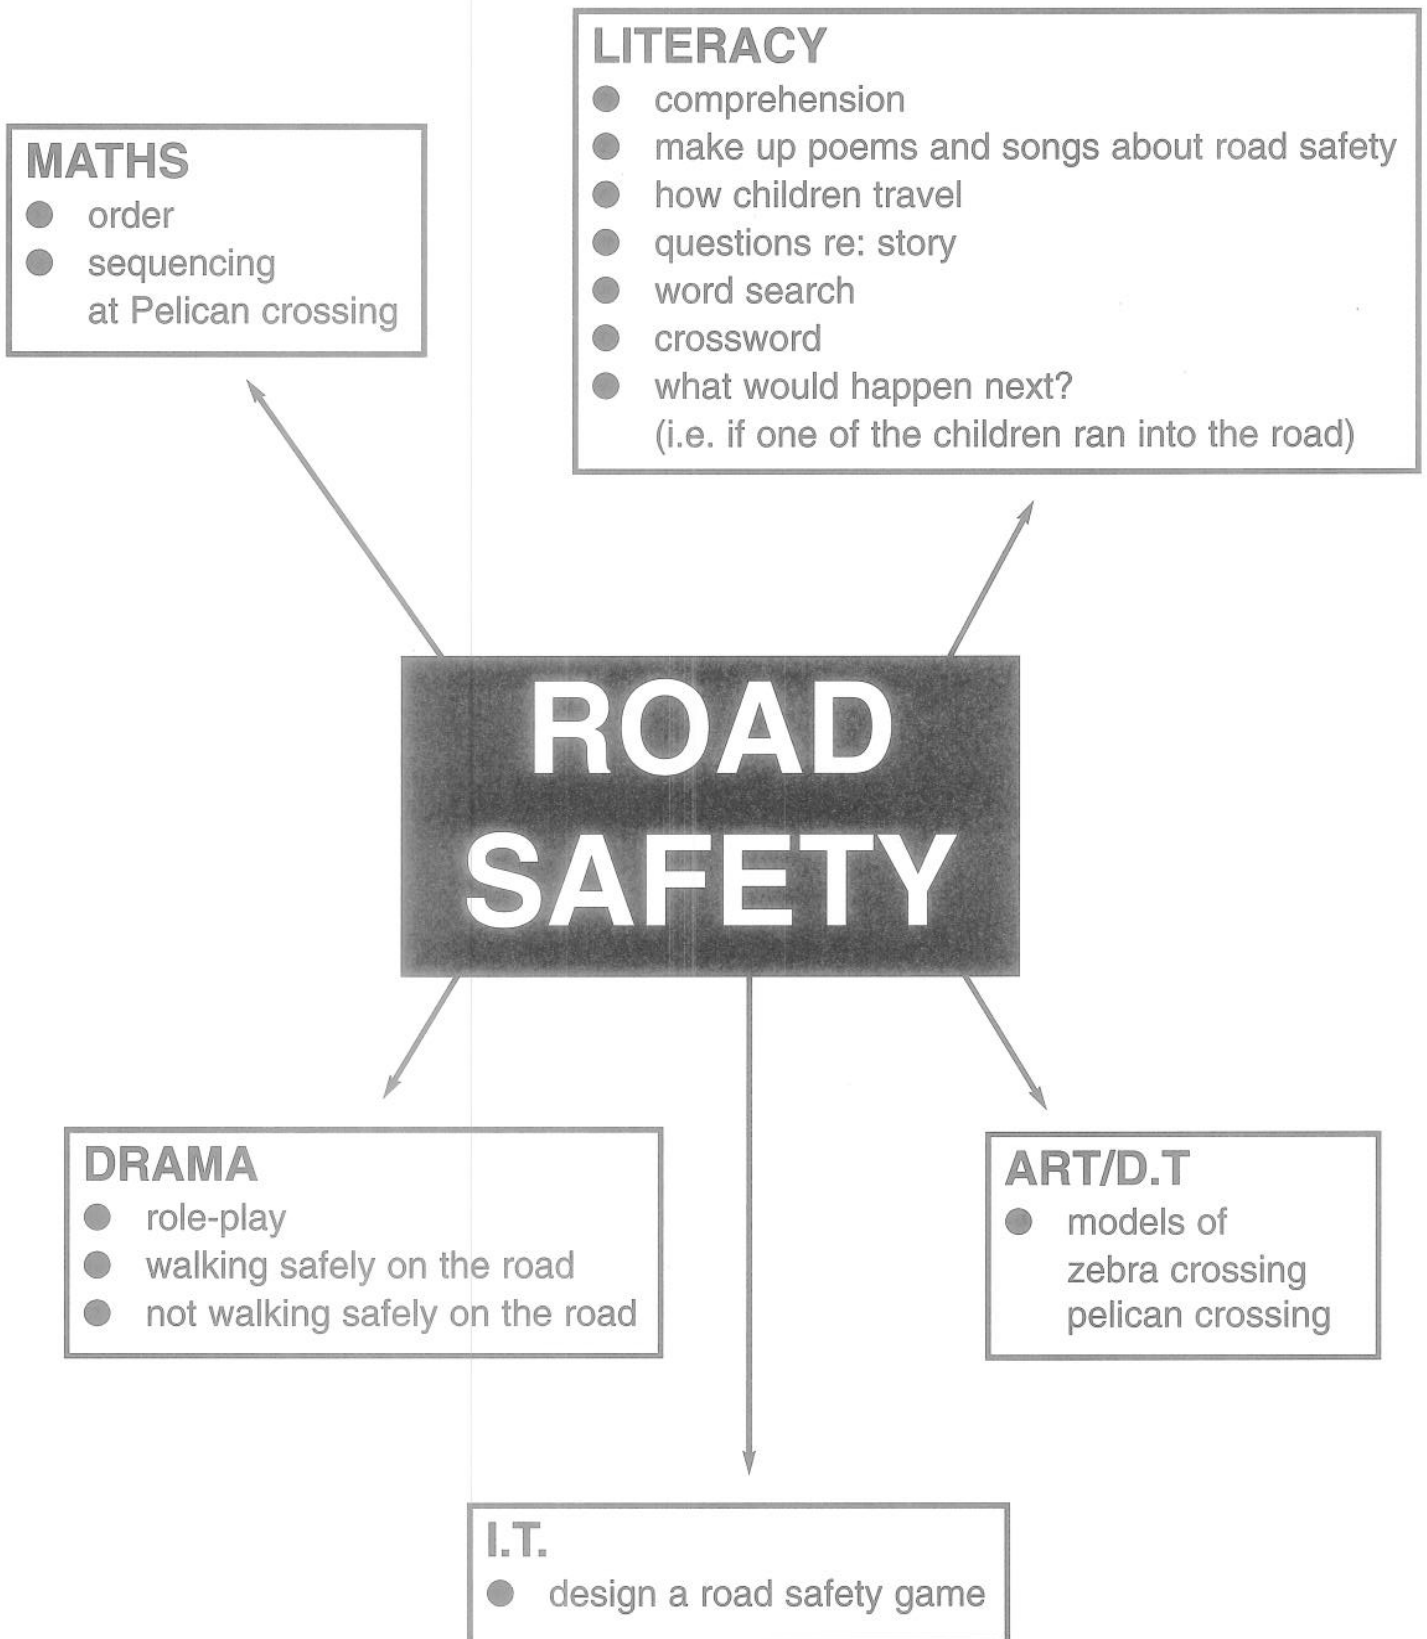 LITERACY
● comprehension
● make up poems and songs about road safety
● how children travel
● questions re: story
● word search
● crossword
● what would happen next?
(i.e. if one of the children ran into the road)
MATHS
● order
● sequencing
at Pelican crossing
ROAD
SAFETY
DRAMA
● role-play
● walking safely on the road
● not walking safely on the road
ART/D.T
● models of
zebra crossing
pelican crossing
I.T.
● design a road safety game